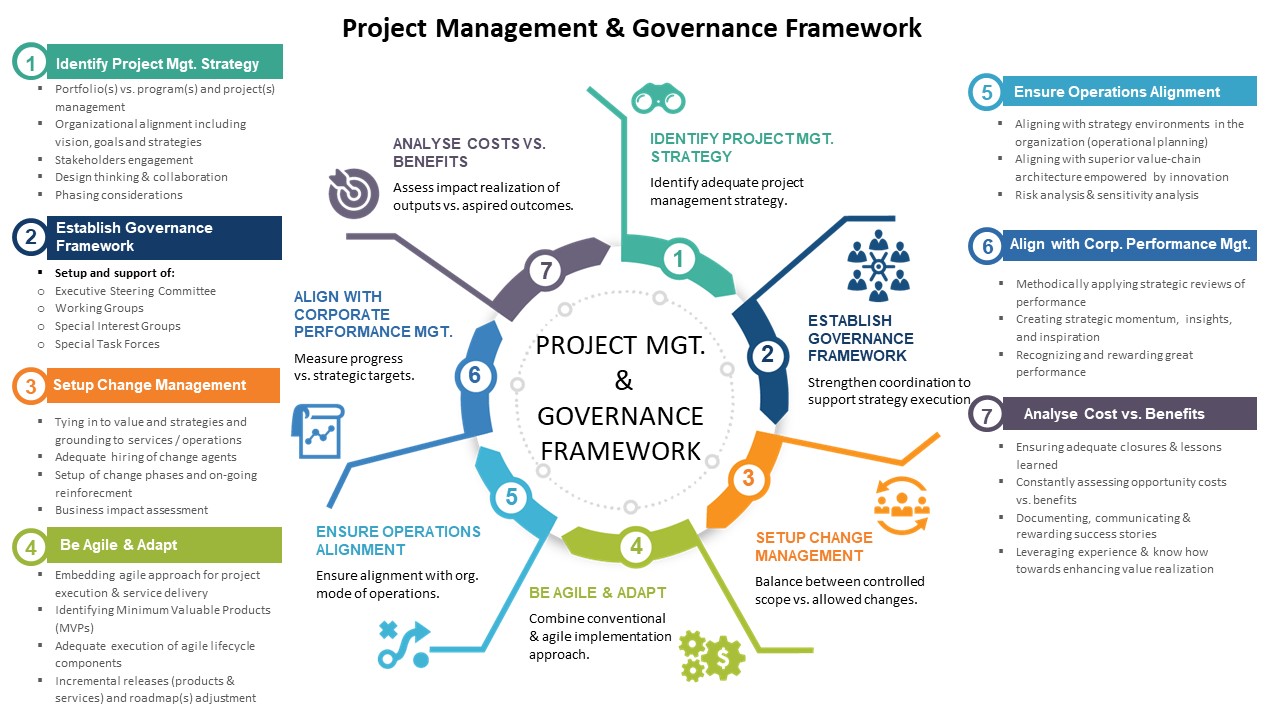 Project Management & Governance Framework
1
Identify Project Mgt. Strategy
▪ Portfolio(s) vs. program(s) and project(s)
management
▪ Organizational alignment including
vision, goals and strategies
▪ Stakeholders engagement
▪ Design thinking & collaboration
▪ Phasing considerations
2
Establish Governance
Framework
▪ Setup and support of:
o Executive Steering Committee
o Working Groups
o Special Interest Groups
o Special Task Forces
3
Setup Change Management
▪ Tying in to value and strategies and
grounding to services / operations
▪ Adequate hiring of change agents
▪ Setup of change phases and on-going
reinforecment
▪ Business impact assessment
4
Be Agile & Adapt
▪ Embedding agile approach for project
execution & service delivery
▪ Identifying Minimum Valuable Products
(MVPs)
▪ Adequate execution of agile lifecycle
components
▪ Incremental releases (products &
services) and roadmap(s) adjustment
ANALYSE COSTS VS.
BENEFITS
Assess impact realization of
outputs vs. aspired outcomes.
IDENTIFY PROJECT MGT.
STRATEGY
Identify adequate project
management strategy.
ESTABLISH
GOVERNANCE
FRAMEWORK
Strengthen coordination to
support strategy execution.
SETUP CHANGE
MANAGEMENT
Balance between controlled
scope vs. allowed changes.
BE AGILE & ADAPT
Combine conventional
& agile implementation
approach.
$
ENSURE OPERATIONS
ALIGNMENT
Ensure alignment with org.
mode of operations.
ALIGN WITH
CORPORATE
PERFORMANCE MGT.
Measure progress
vs. strategic targets.
1
2
3
4
5
6
7
PROJECT MGT.
&
GOVERNANCE
FRAMEWORK
5
Ensure Operations Alignment
▪ Aligning with strategy environments in the
organization (operational planning)
▪ Aligning with superior value-chain
architecture empowered by innovation
▪ Risk analysis & sensitivity analysis
6
Align with Corp. Performance Mgt.
▪ Methodically applying strategic reviews of
performance
▪ Creating strategic momentum, insights,
and inspiration
▪ Recognizing and rewarding great
performance
7
Analyse Cost vs. Benefits
▪ Ensuring adequate closures & lessons
learned
▪ Constantly assessing opportunity costs
vs. benefits
▪ Documenting, communicating &
rewarding success stories
▪ Leveraging experience & know how
towards enhancing value realization